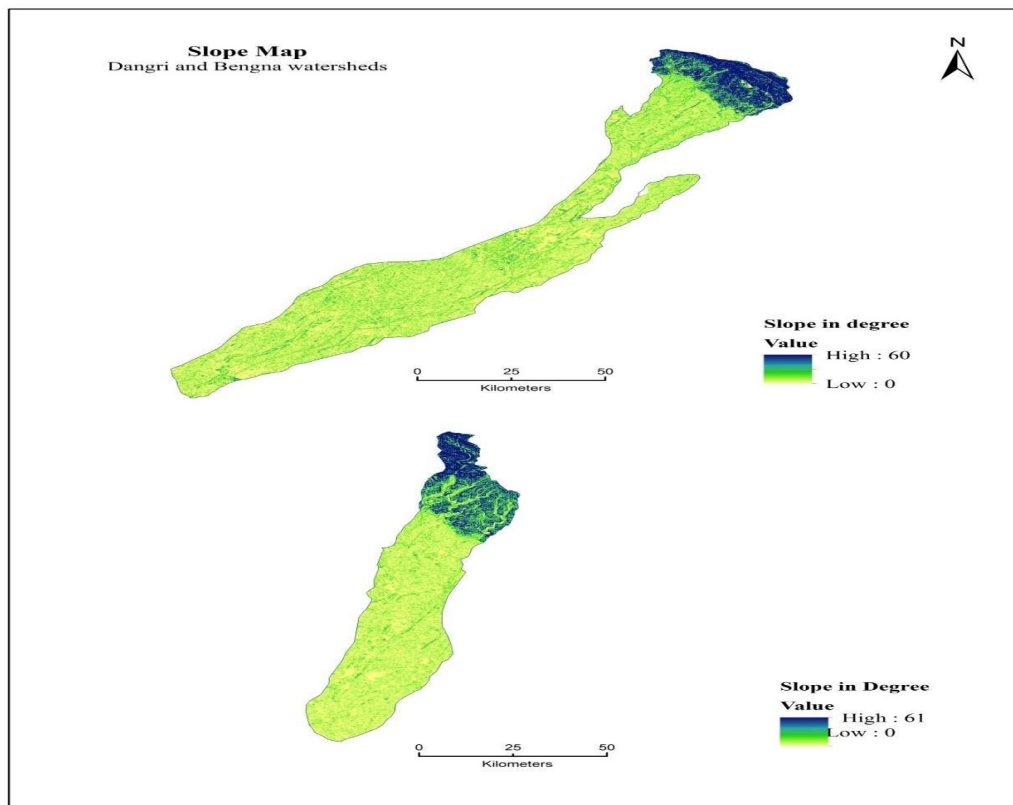 Slope Map
Dangri and Bengna watersheds
N
Slope in degree
Value
High : 60
Low : 0
0 25 50
Kilometers
Slope in Degree
Value
High : 61
Low : 0
0 25 50
Kilometers